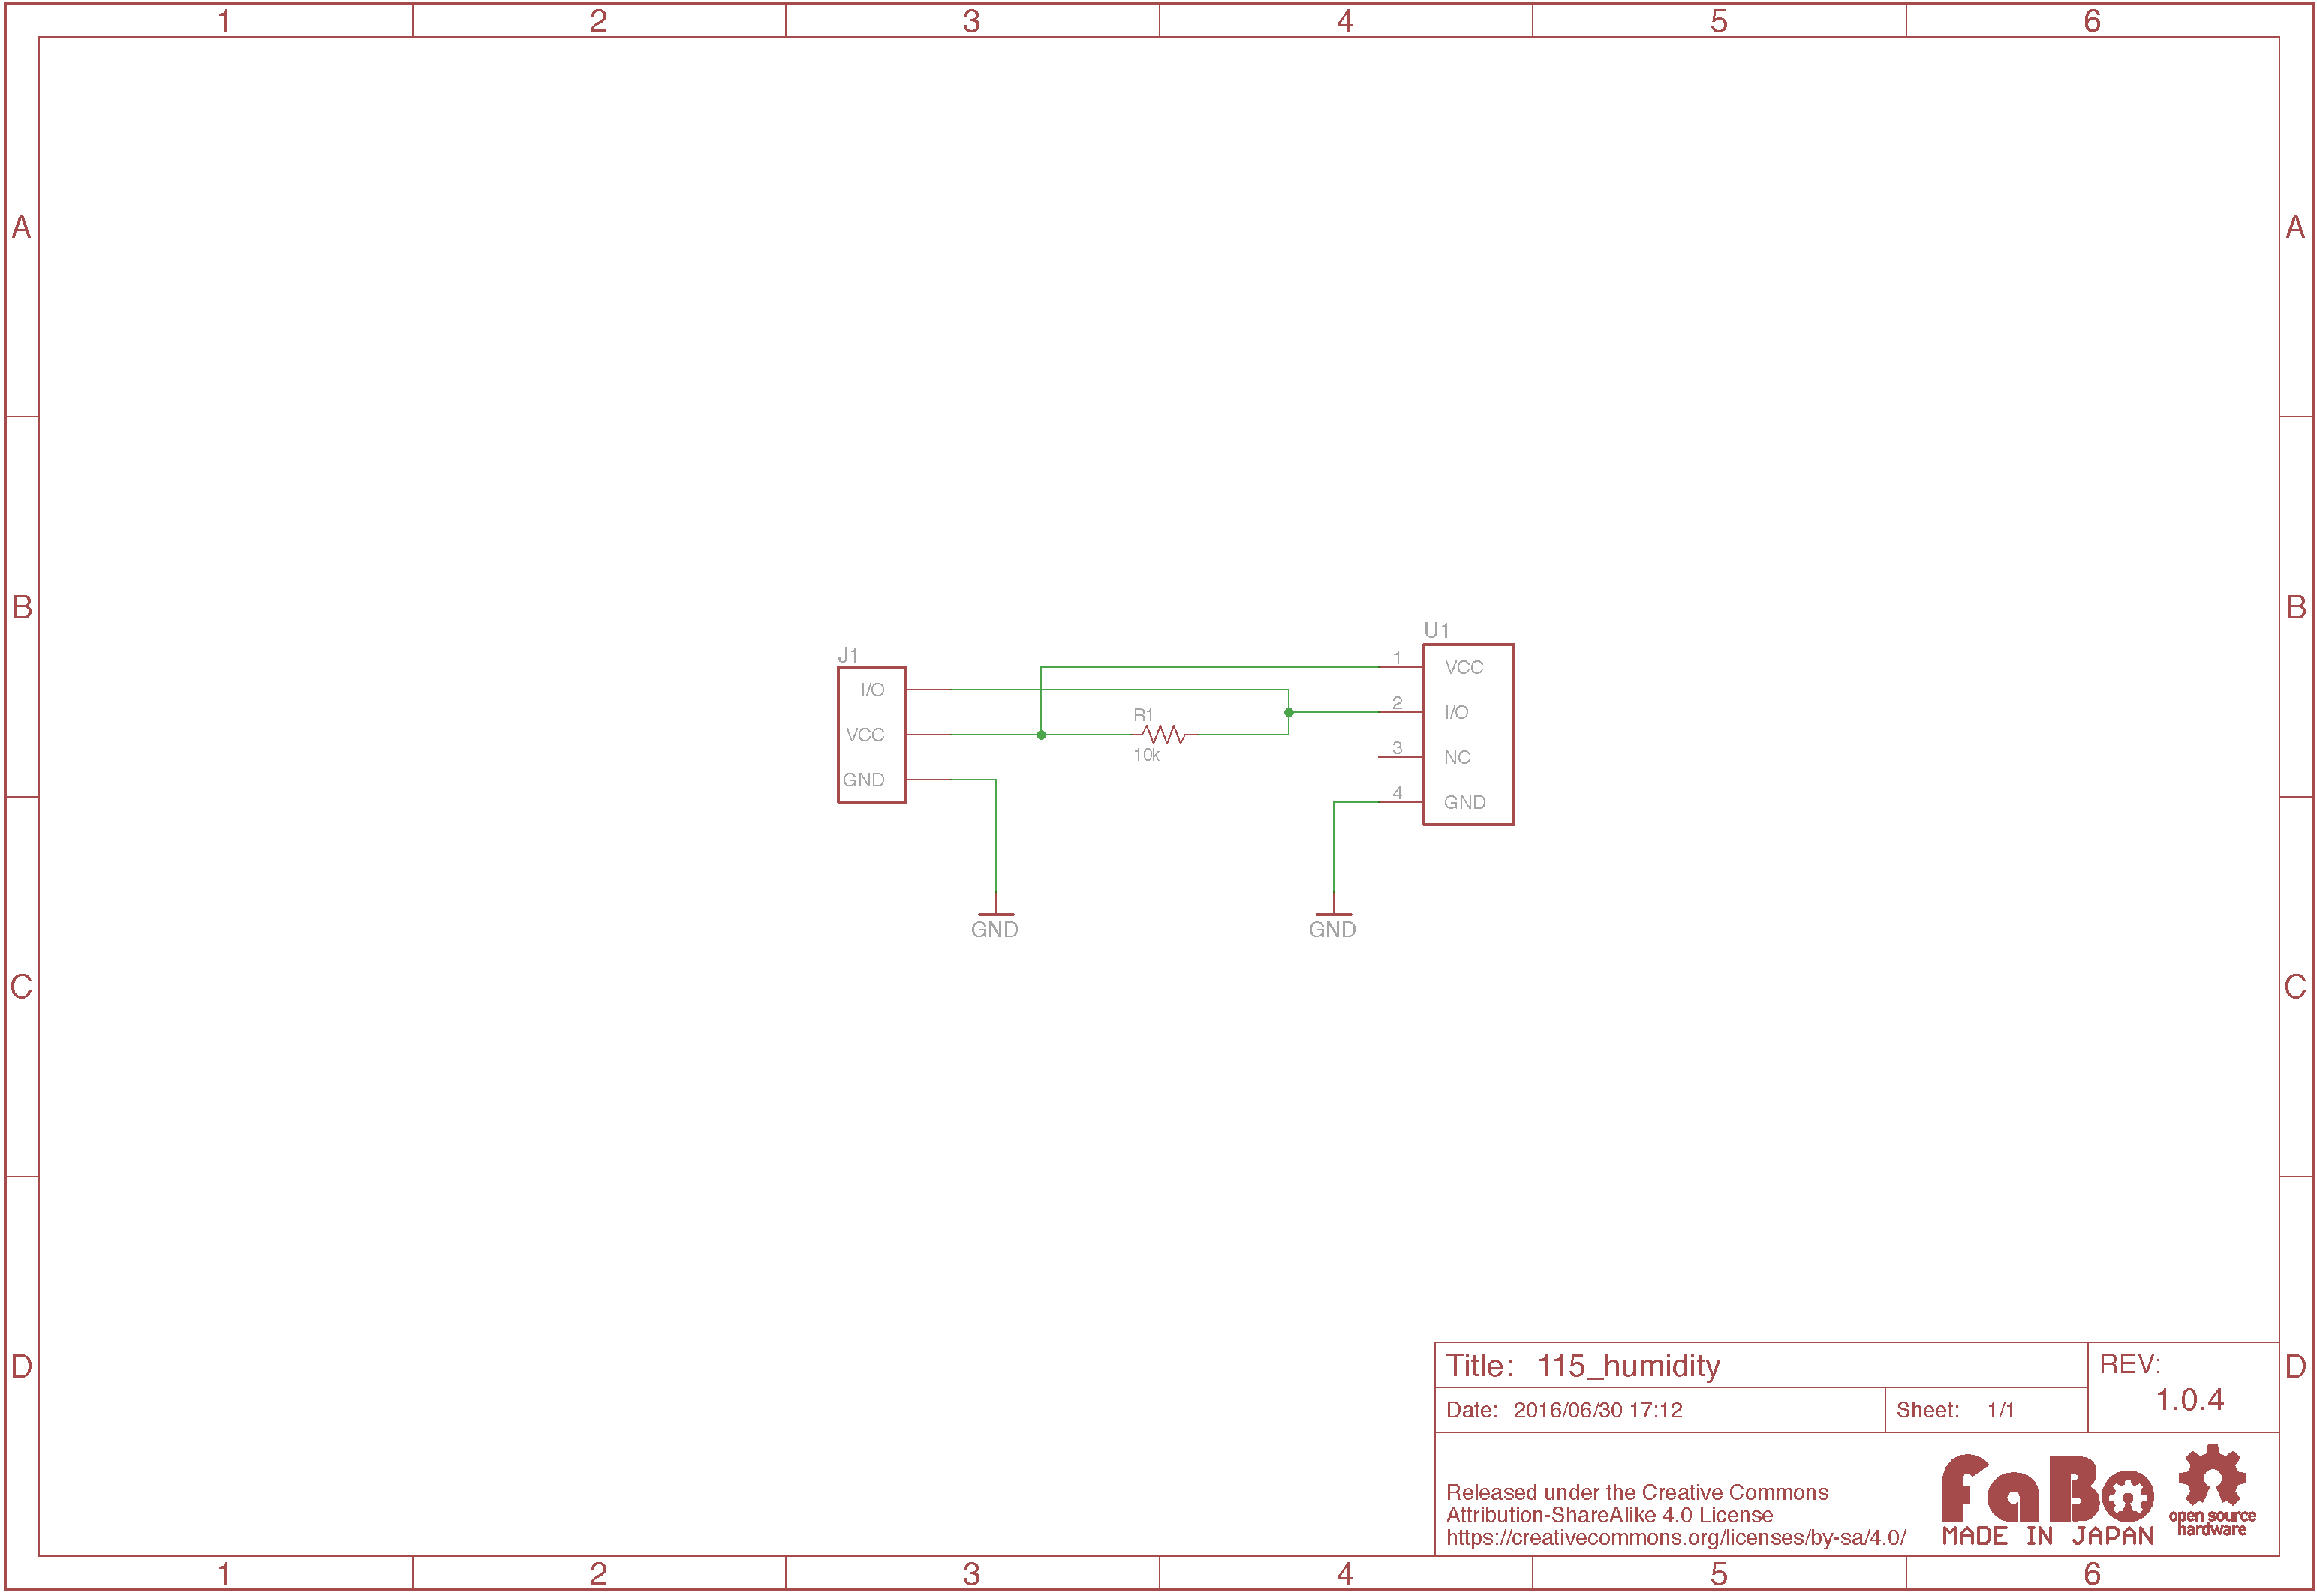 1 2 3 4 5 6
A A
B B
U1
J1
1 VCC
I/O
2 I/O
R1
VCC
10k
3 NC
GND
4 GND
GND GND
C C
D D
Title: 115_humidity
REV:
1.0.4
Date: 2016/06/30 17:12 Sheet: 1/1
Released under the Creative Commons
Attribution-ShareAlike 4.0 License
https://creativecommons.org/licenses/by-sa/4.0/
FaBo
MADE IN JAPAN
open source
hardware
1 2 3 4 5 6